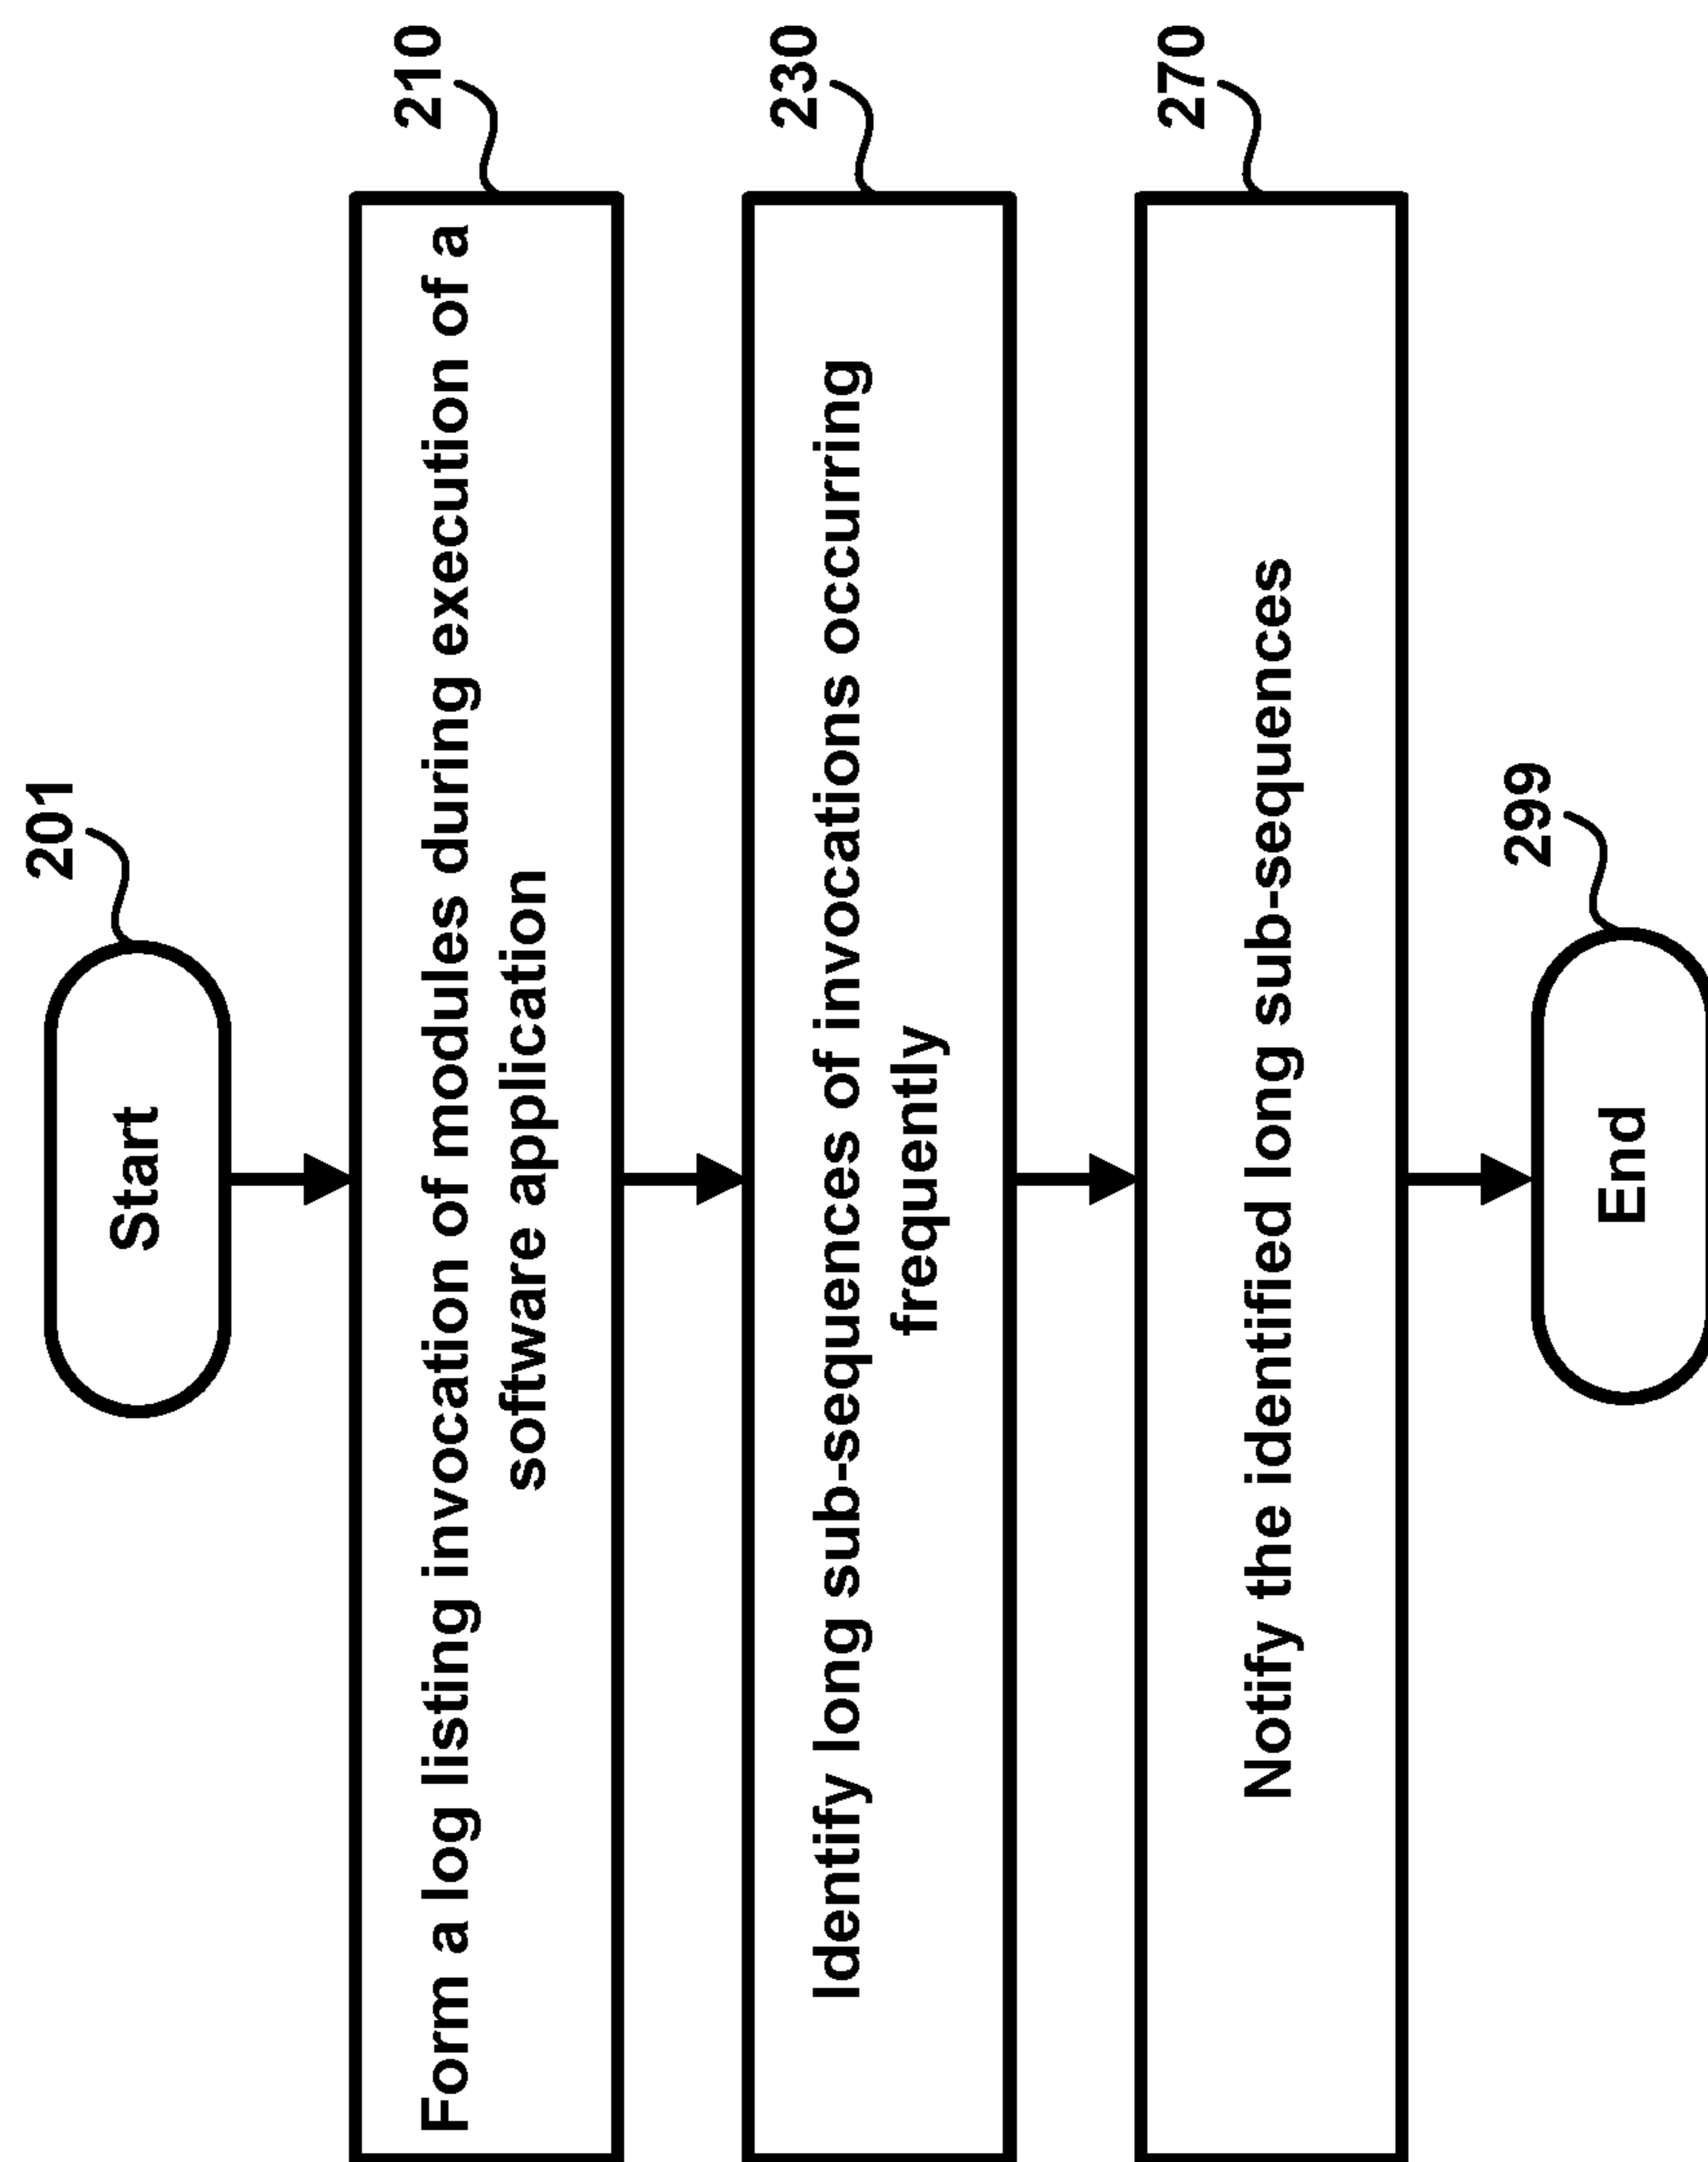 201
Start
210
Form a log listing invocation of modules during execution of a
software application
230
Identify long sub-sequences of invocations occurring
frequently
270
Notify the identified long sub-sequences
299
End